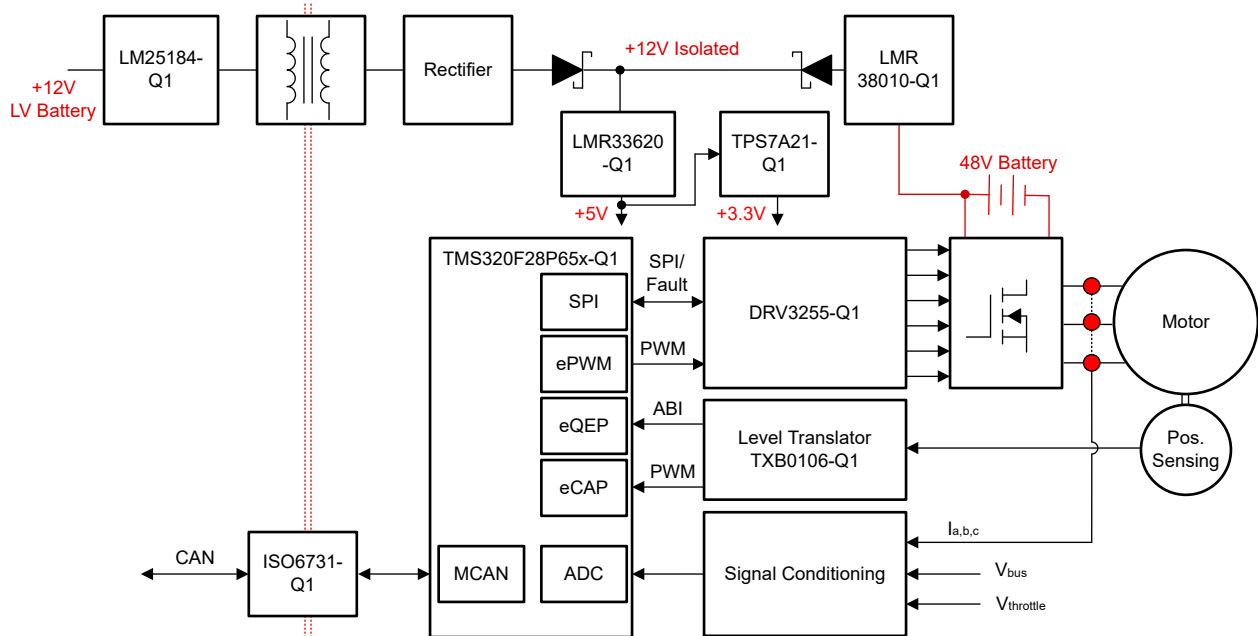 LM25184-
Q1
+12V
LV Battery
Rectifier
+12V Isolated
LMR
38010-Q1
LMR33620
-Q1
TPS7A21-
Q1
48V Battery
+5V
+3.3V
TMS320F28P65x-Q1
SPI
SPI/
Fault
DRV3255-Q1
Motor
ePWM
PWM
eQEP
ABI
Level Translator
TXB0106-Q1
Pos.
Sensing
eCAP
PWM
CAN
ISO6731-
Q1
MCAN
ADC
Signal Conditioning
Ia,b,c
Vbus
Vthrottle